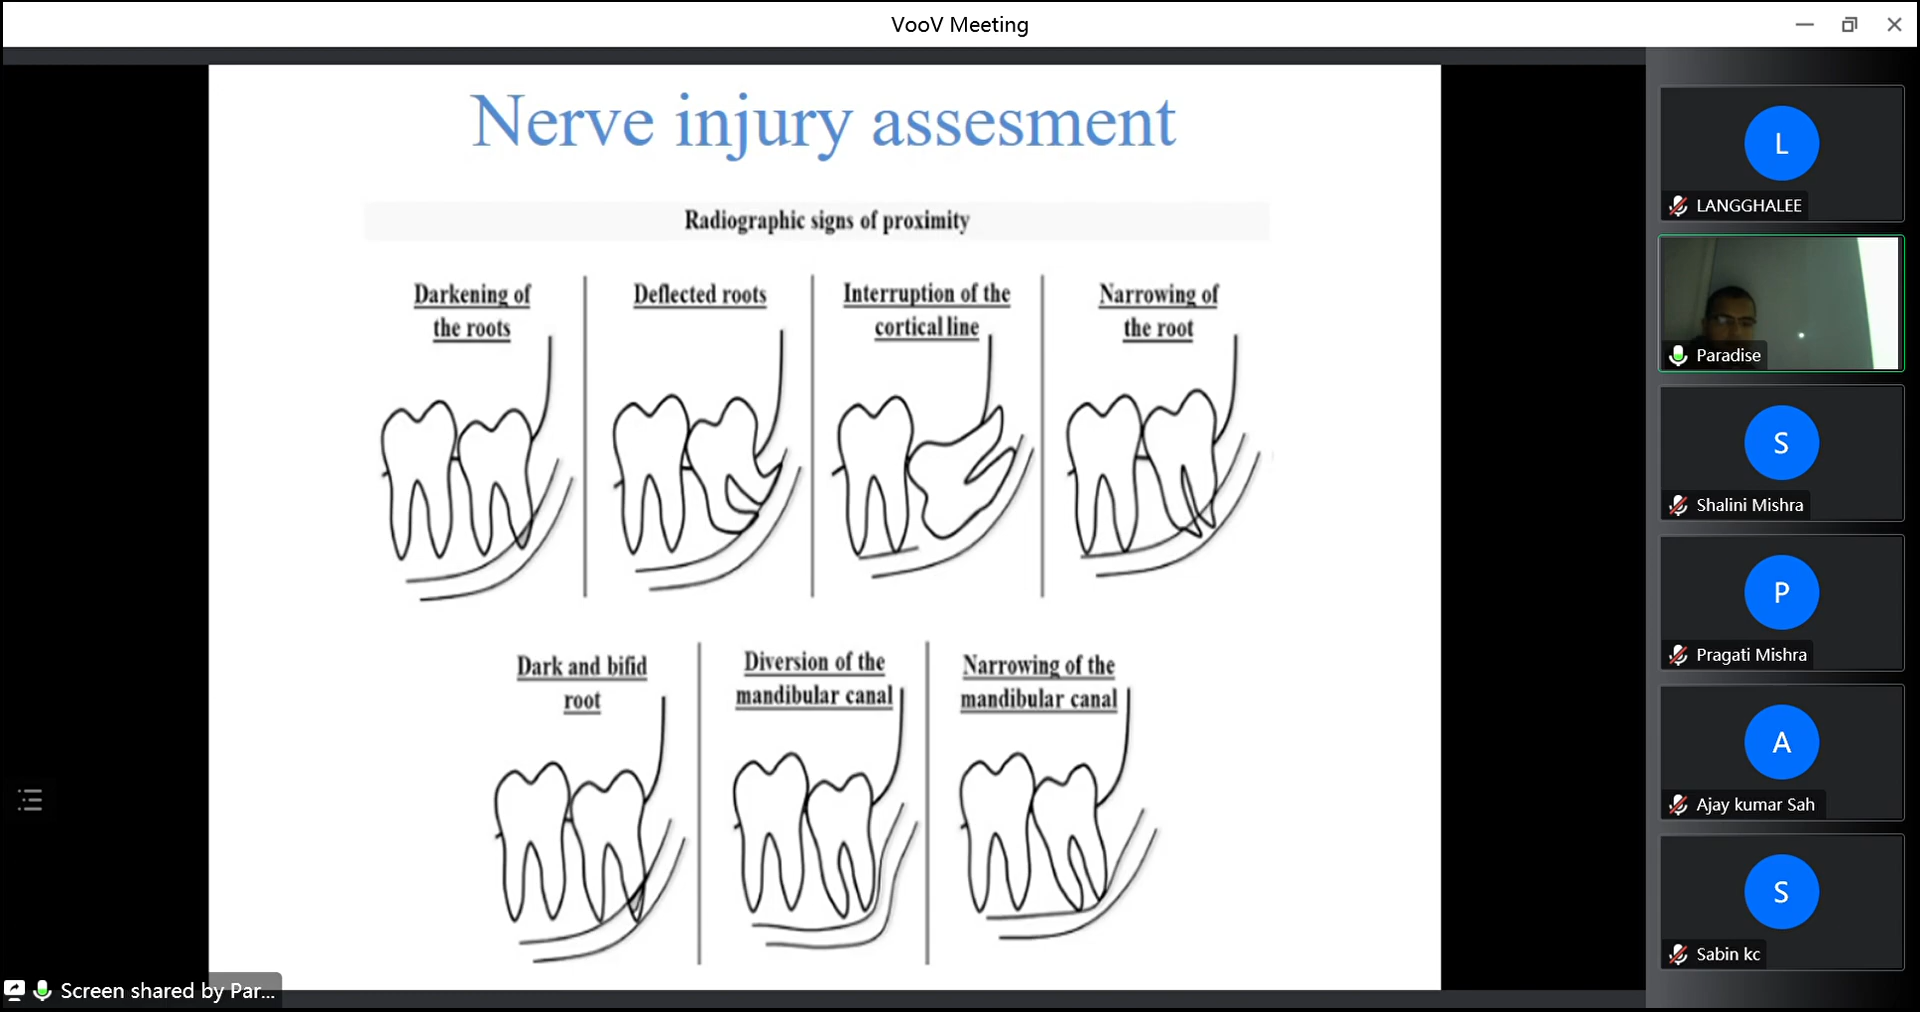 VooV Meeting
Nerve injury assesment
Radiographic signs of proximity
Darkening of
the roots
Deflected roots
Interruption of the
cortical line
Narrowing of
the root
Dark and bifid
root
Diversion of the
mandibular canal
Narrowing of the
mandibular canal
L
LANGGHALEE
Paradise
S
Shalini Mishra
P
Pragati Mishra
A
Ajay kumar Sah
S
Sabin kc
Screen shared by Par...